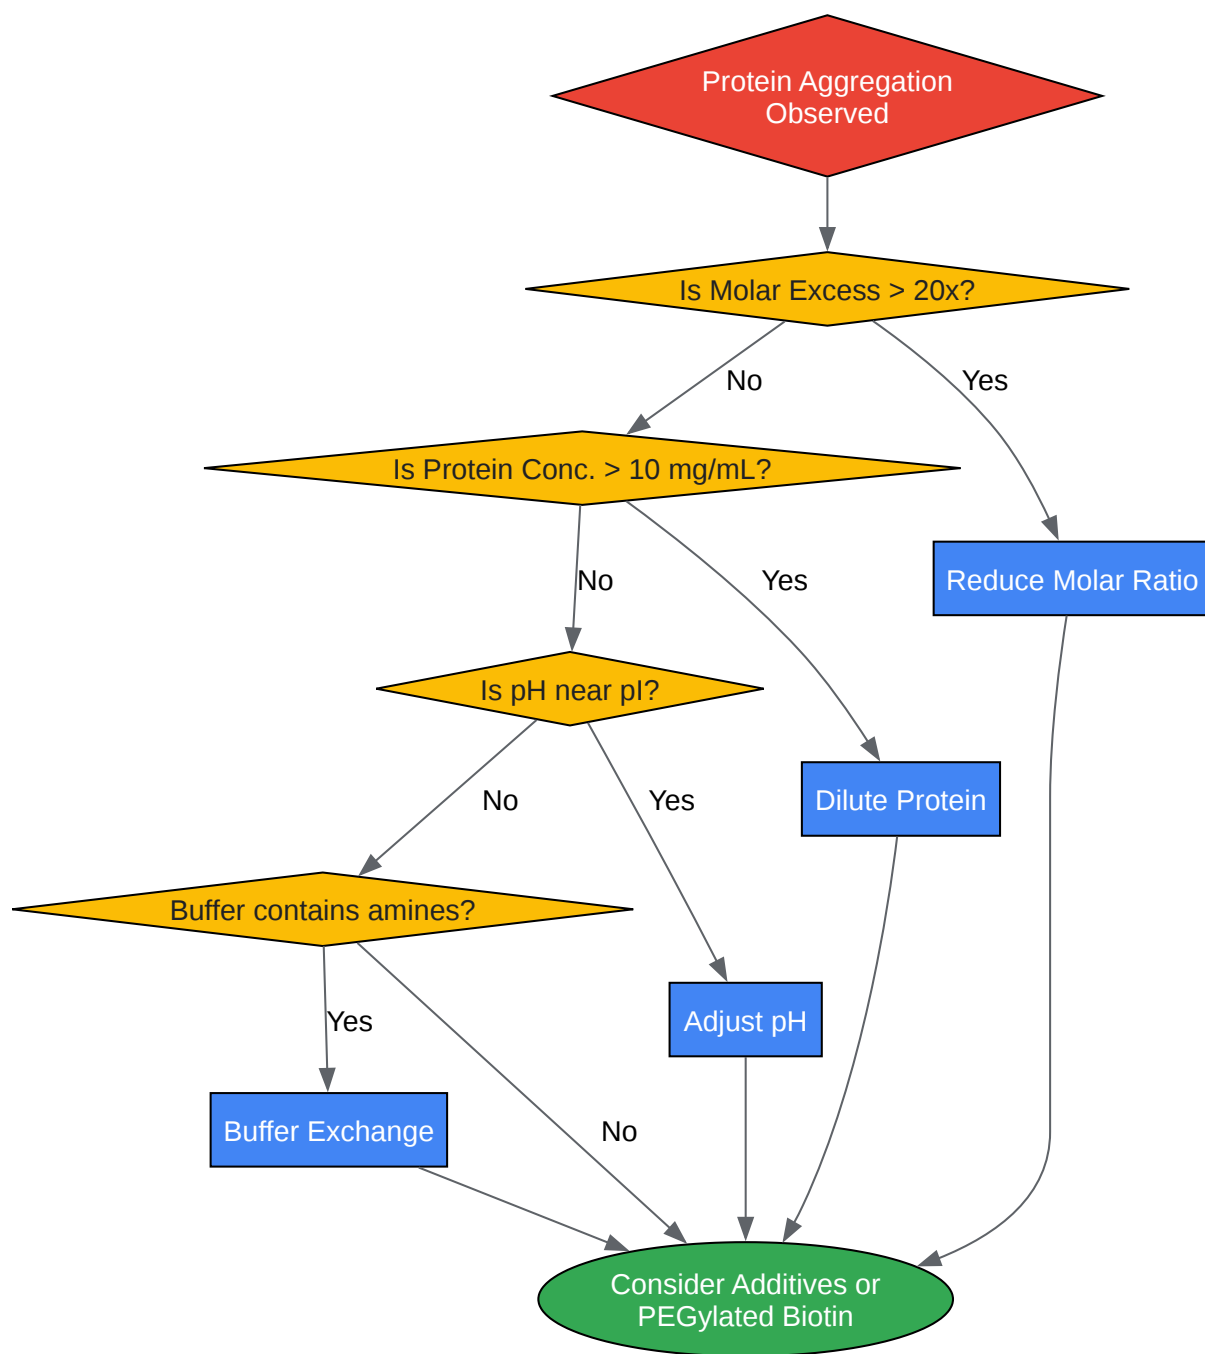 Protein Aggregation
Observed
Is Molar Excess > 20x?
No
Yes
Is Protein Conc. > 10 mg/mL?
No
Yes
Reduce Molar Ratio
Is pH near pI?
No
Yes
Dilute Protein
Buffer contains amines?
Yes
Adjust pH
Buffer Exchange
No
Consider Additives or
PEGylated Biotin